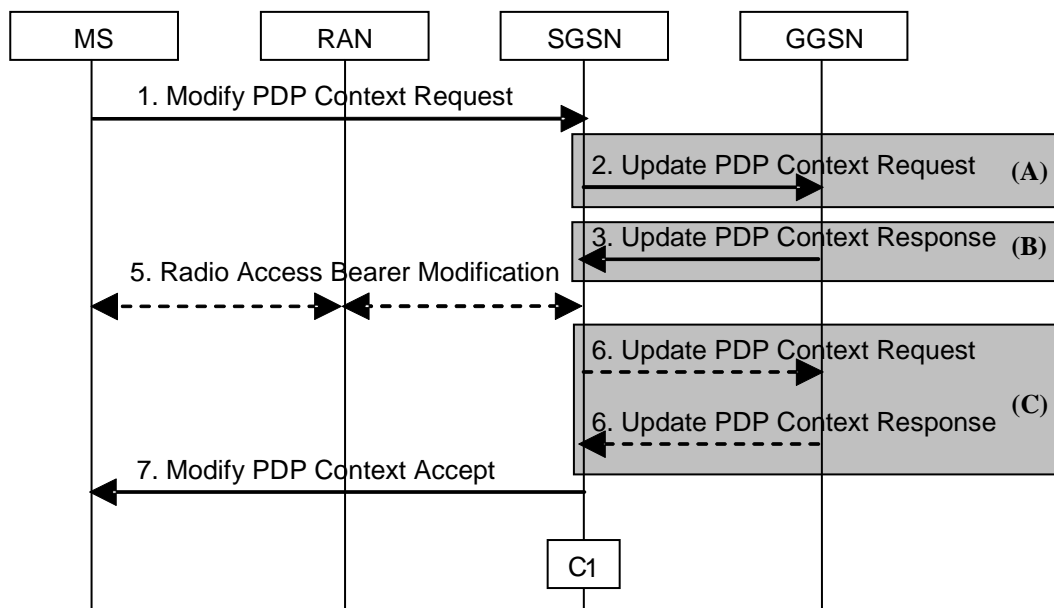 MS
RAN
SGSN
GGSN
1. Modify PDP Context Request
2. Update PDP Context Request
(A)
3. Update PDP Context Response
(B)
5. Radio Access Bearer Modification
6. Update PDP Context Request
(C)
6. Update PDP Context Response
7. Modify PDP Context Accept
C1